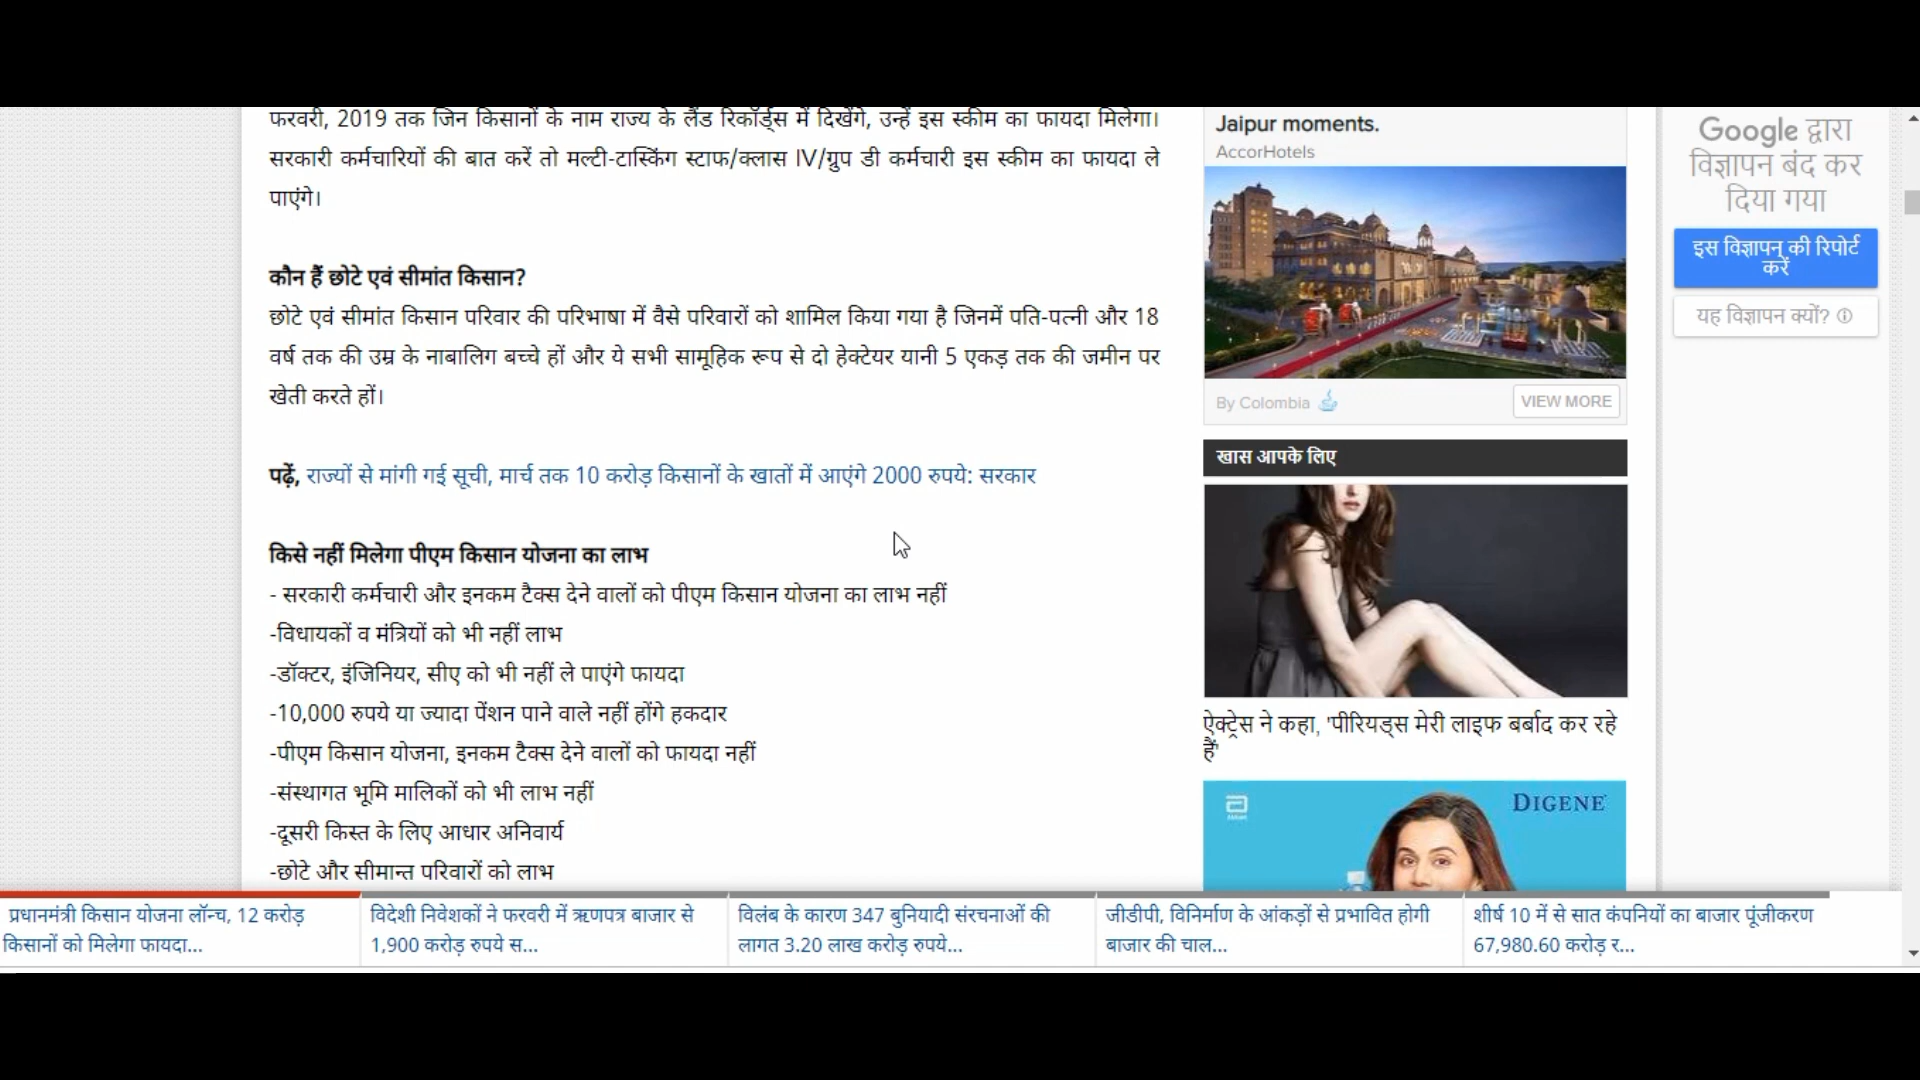 फरवरी, 2019 तक जिन किसानों के नाम राज्य के लैंड रिकॉर्ड्स में दिखेंगे, उन्हें इस स्कीम का फायदा मिलेगा।
सरकारी कर्मचारियों की बात करें तो मल्टी-टास्किंग स्टाफ/क्लास IV/ग्रुप डी कर्मचारी इस स्कीम का फायदा ले
पाएंगे।
कौन हैं छोटे एवं सीमांत किसान?
छोटे एवं सीमांत किसान परिवार की परिभाषा में वैसे परिवारों को शामिल किया गया है जिनमें पति-पत्नी और 18
वर्ष तक की उम्र के नाबालिग बच्चे हों और ये सभी सामूहिक रूप से दो हेक्टेयर यानी 5 एकड़ तक की जमीन पर
खेती करते हों।
पढ़ें, राज्यों से मांगी गई सूची, मार्च तक 10 करोड़ किसानों के खातों में आएंगे 2000 रुपये: सरकार
किसे नहीं मिलेगा पीएम किसान योजना का लाभ
- सरकारी कर्मचारी और इनकम टैक्स देने वालों को पीएम किसान योजना का लाभ नहीं
-विधायकों व मंत्रियों को भी नहीं लाभ
-डॉक्टर, इंजिनियर, सीए को भी नहीं ले पाएंगे फायदा
-10,000 रुपये या ज्यादा पेंशन पाने वाले नहीं होंगे हकदार
-पीएम किसान योजना, इनकम टैक्स देने वालों को फायदा नहीं
-संस्थागत भूमि मालिकों को भी लाभ नहीं
-दूसरी किस्त के लिए आधार अनिवार्य
-छोटे और सीमान्त परिवारों को लाभ
Jaipur moments.
AccorHotels
By Colombia
VIEW MORE
खास आपके लिए
ऐक्ट्रेस ने कहा, 'पीरियड्स मेरी लाइफ बर्बाद कर रहे
हैं'
DIGENE
Google द्वारा
विज्ञापन बंद कर
दिया गया
इस विज्ञापन की रिपोर्ट
करें
यह विज्ञापन क्यों?
प्रधानमंत्री किसान योजना लॉन्च, 12 करोड़
किसानों को मिलेगा फायदा...
विदेशी निवेशकों ने फरवरी में ऋणपत्र बाजार से
1,900 करोड़ रुपये स...
विलंब के कारण 347 बुनियादी संरचनाओं की
लागत 3.20 लाख करोड़ रुपये...
जीडीपी, विनिर्माण के आंकड़ों से प्रभावित होगी
बाजार की चाल...
शीर्ष 10 में से सात कंपनियों का बाजार पूंजीकरण
67,980.60 करोड़ र...